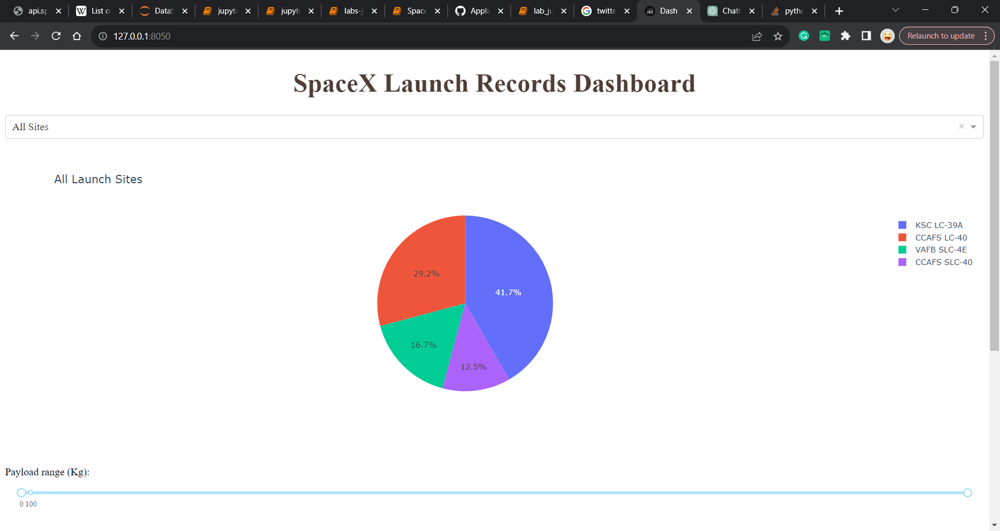 api.sp
List o
DataS
jupyte
jupyte
labs-j
Space
Appli
lab_ju
twitte
Dash
Chat
pytho
127.0.0.1:8050
Relaunch to update
SpaceX Launch Records Dashboard
All Sites
All Launch Sites
KSC LC-39A
CCAFS LC-40
VAFB SLC-4E
CCAFS SLC-40
29.2%
41.7%
16.7%
12.5%
Payload range (Kg):
0 100